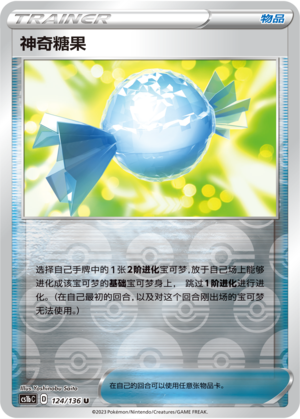 TRAINER
物品
神奇糖果
选择自己手牌中的1张2阶进化宝可梦,放于自己场上能够
进化成该宝可梦的基础宝可梦身上， 跳过1阶进化进行进
化。（在自己最初的回合，以及对这个回合刚出场的宝可梦
无法使用。）
Illus. Yoshinobu Saito
在自己的回合可以使用任意张物品卡。
CS1bC D 124/136 U
©2023 Pokémon/Nintendo/Creatures/GAME FREAK.